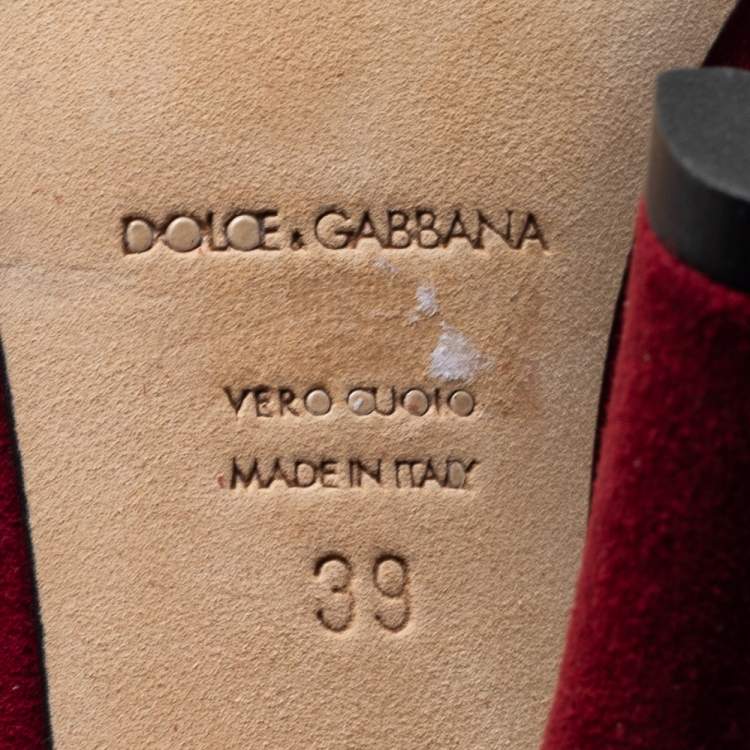 DOLCE & GABBANA
VERO CUOIO
MADE IN ITALY
39